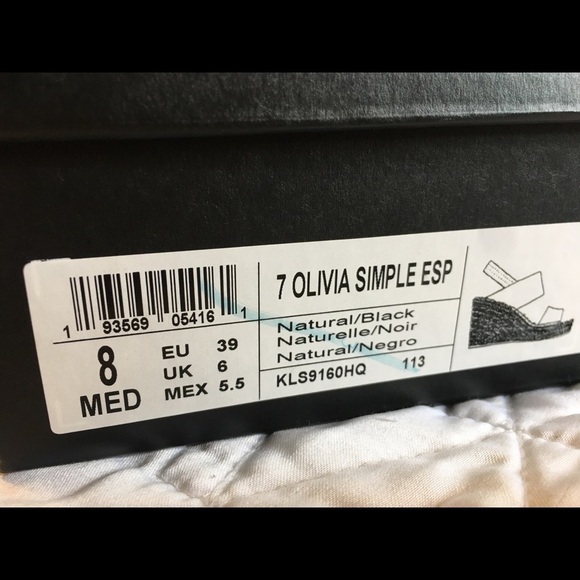 1 93569 05416 1
8
MED
EU 39
UK 6
MEX 5.5
7 OLIVIA SIMPLE ESP
Natural/Black
Naturelle/Noir
Natural/Negro
KLS9160HQ 113